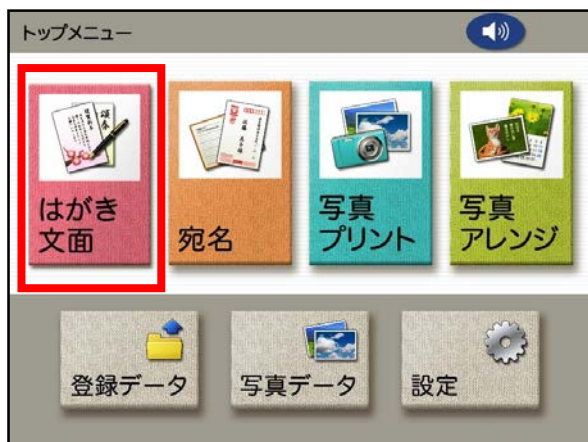 トップメニュー
はがき
文面
宛名
写真
プリント
写真
アレンジ
登録データ
写真データ
設定